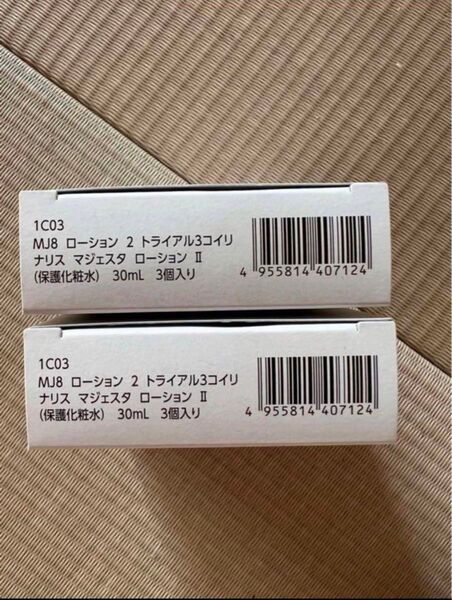 1C03
MJ8 ローション 2 トライアル3コイリ
ナリス マジェスタ ローション Ⅱ
(保護化粧水) 30mL 3個入り
4 955814 407124
1C03
MJ8 ローション 2 トライアル3コイリ
ナリス マジェスタ ローション Ⅱ
(保護化粧水) 30mL 3個入り
4 955814 407124